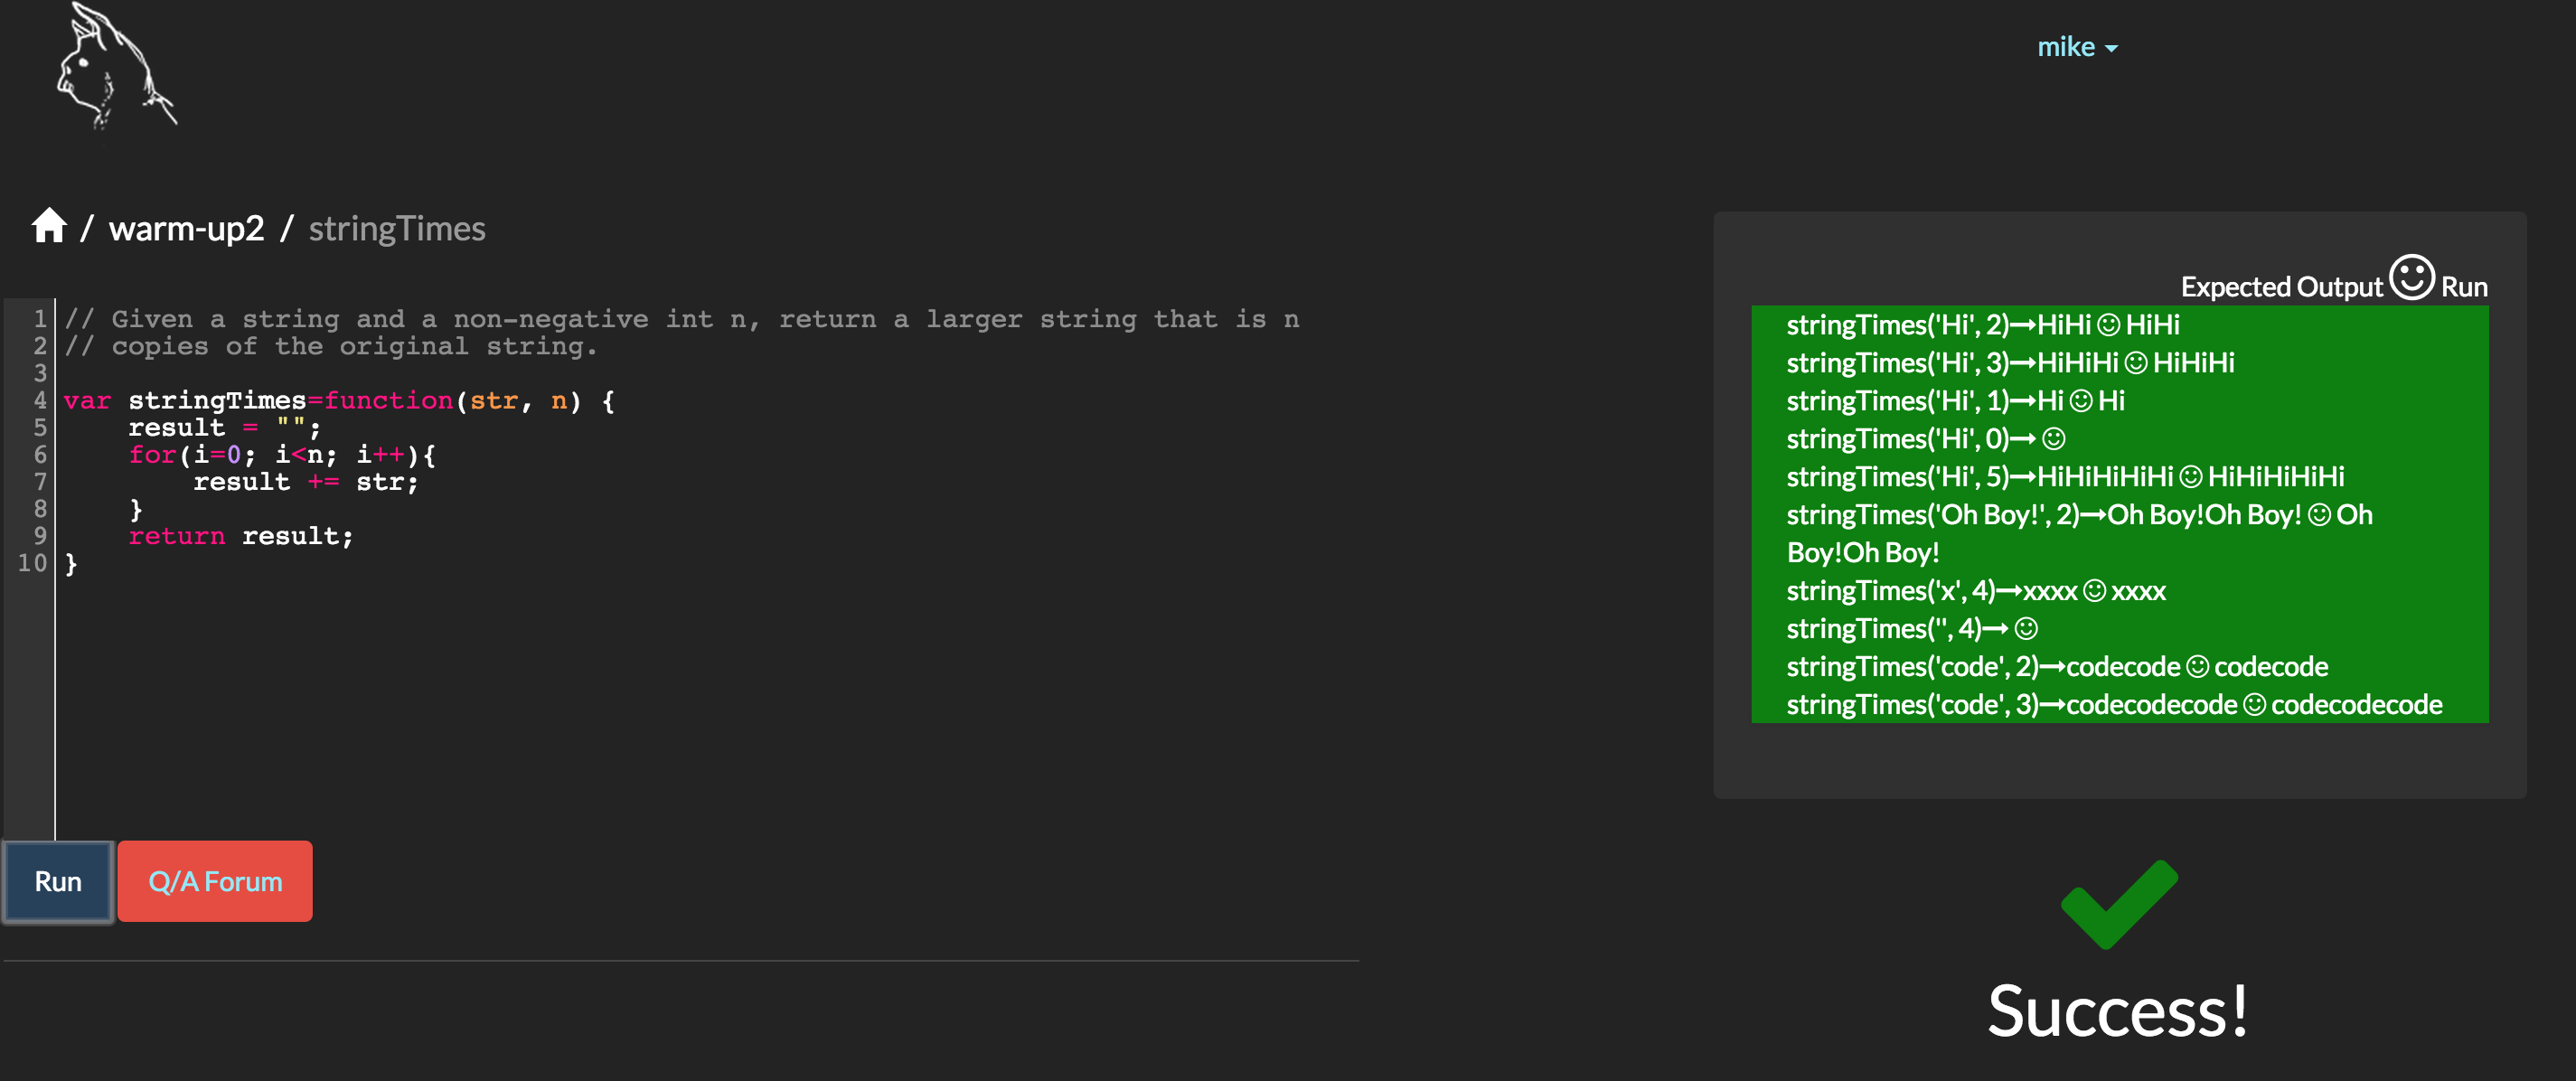 mike
/ warm-up2 / stringTimes
Expected Output Run
1 // Given a string and a non-negative int n, return a larger string that is n
2 // copies of the original string.
3
4 var stringTimes=function(str, n) {
5     result = "";
6     for(i=0; i<n; i++){
7         result += str;
8     }
9     return result;
10 }
stringTimes('Hi', 2)→HiHi☺HiHi
stringTimes('Hi', 3)→HiHiHi☺HiHiHi
stringTimes('Hi', 1)→Hi☺Hi
stringTimes('Hi', 0)→☺
stringTimes('Hi', 5)→HiHiHiHiHi☺HiHiHiHiHi
stringTimes('Oh Boy!', 2)→Oh Boy!Oh Boy!☺Oh
Boy!Oh Boy!
stringTimes('x', 4)→xxxx☺xxxx
stringTimes('', 4)→☺
stringTimes('code', 2)→codecode☺codecode
stringTimes('code', 3)→codecodecode☺codecodecode
Run Q/A Forum
Success!